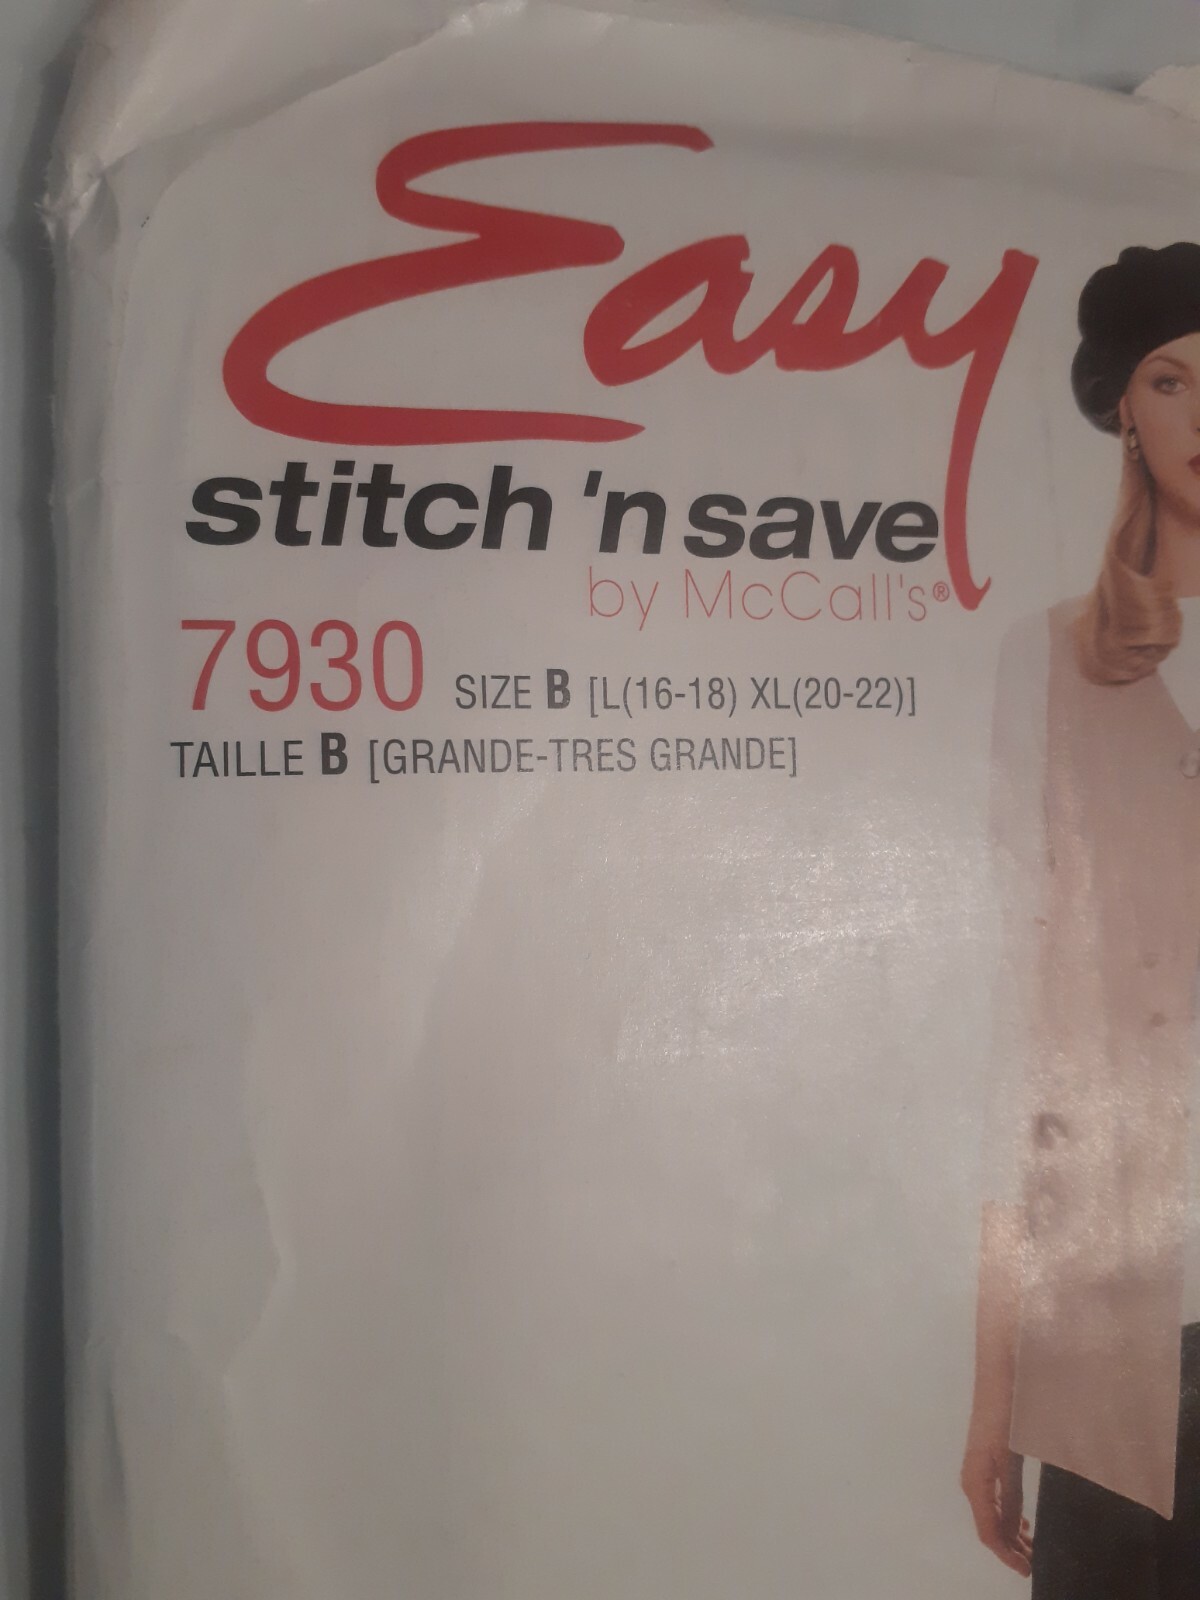 Easy
stitch 'n save
by McCall's®
7930 SIZE B [L(16-18) XL(20-22)]
TAILLE B [GRANDE-TRES GRANDE]